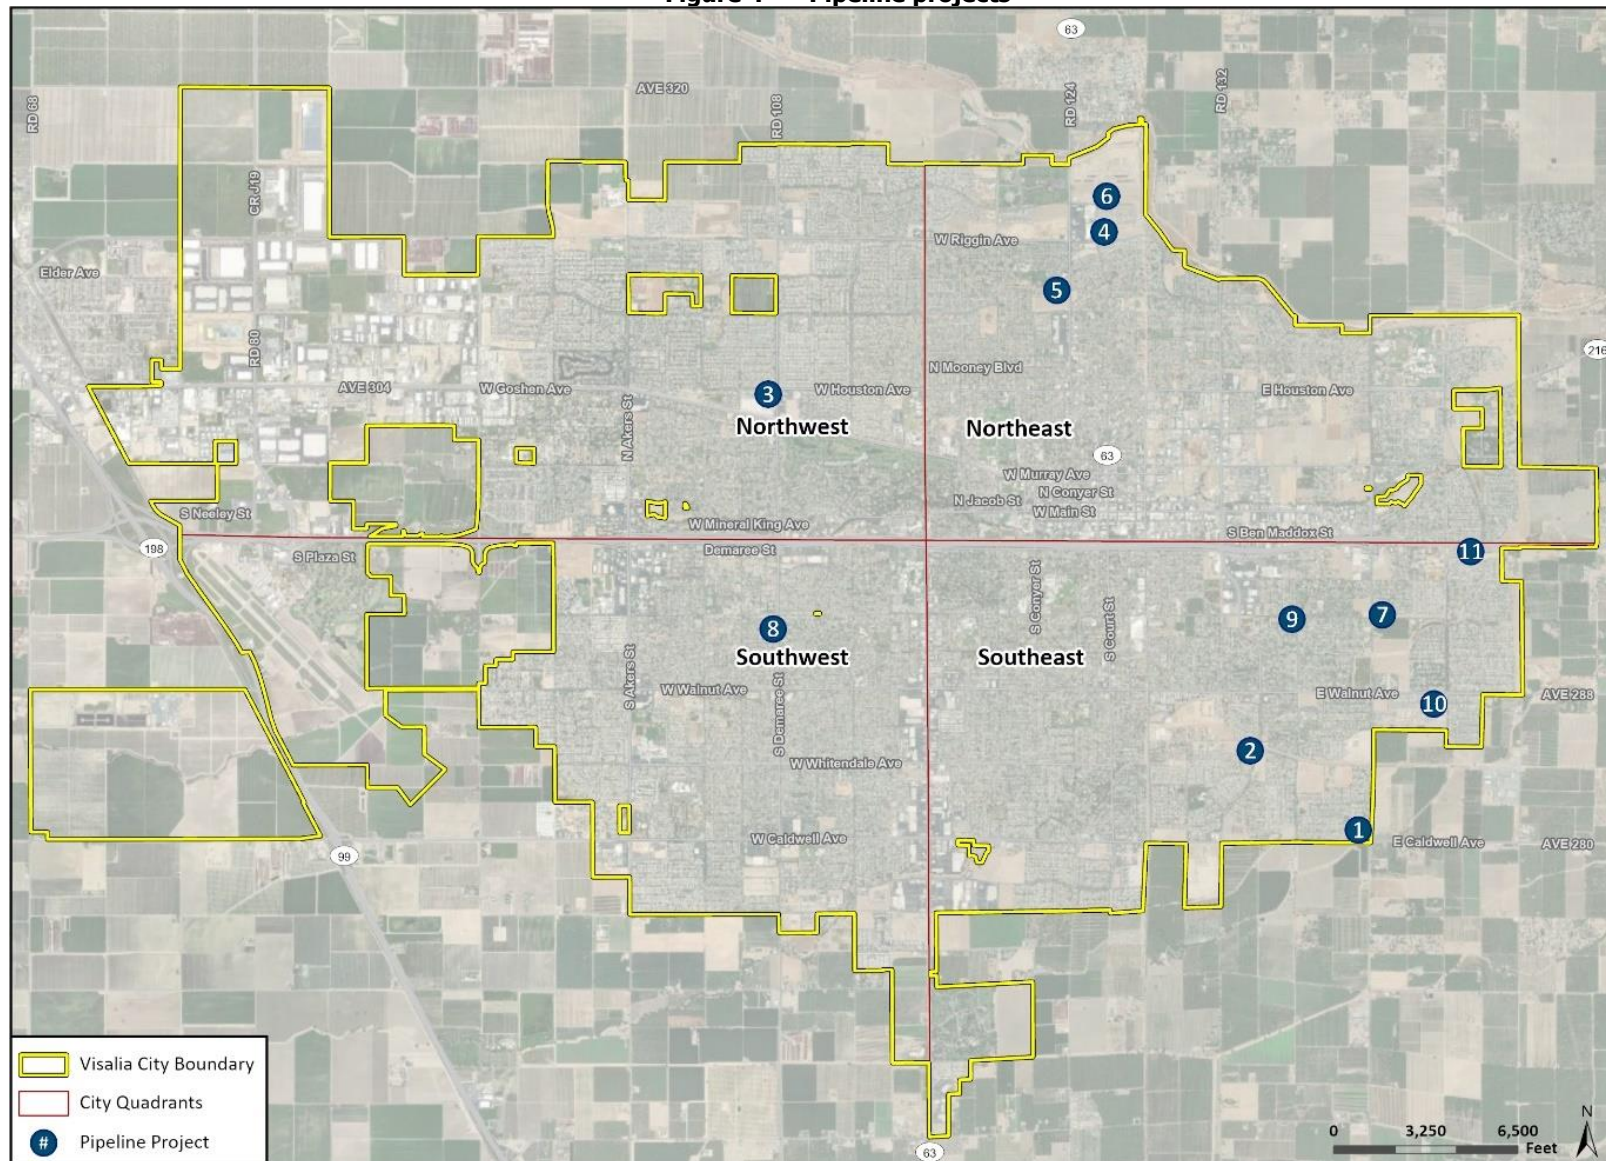 Figure 4 Pipeline projects
63
AVE 320
RD 68
RD 108
RD 124
RD 132
CR J19
6
W Riggin Ave
4
Elder Ave
5
216
RD 80
N Mooney Blvd
AVE 304
W Goshen Ave
3
W Houston Ave
E Houston Ave
N Akers St
Northwest
Northeast
63
W Murray Ave
N Jacob St
N Conyer St
W Main St
S Neeley St
W Mineral King Ave
S Ben Maddox St
198
S Plaza St
Demaree St
11
S Conyer St
S Court St
8
9
7
Southwest
Southeast
S Akers St
W Walnut Ave
E Walnut Ave
AVE 288
S Demaree St
10
2
W Whitendale Ave
1
W Caldwell Ave
E Caldwell Ave
AVE 280
99
Visalia City Boundary
City Quadrants
# Pipeline Project
63
N
0 3,250 6,500
Feet